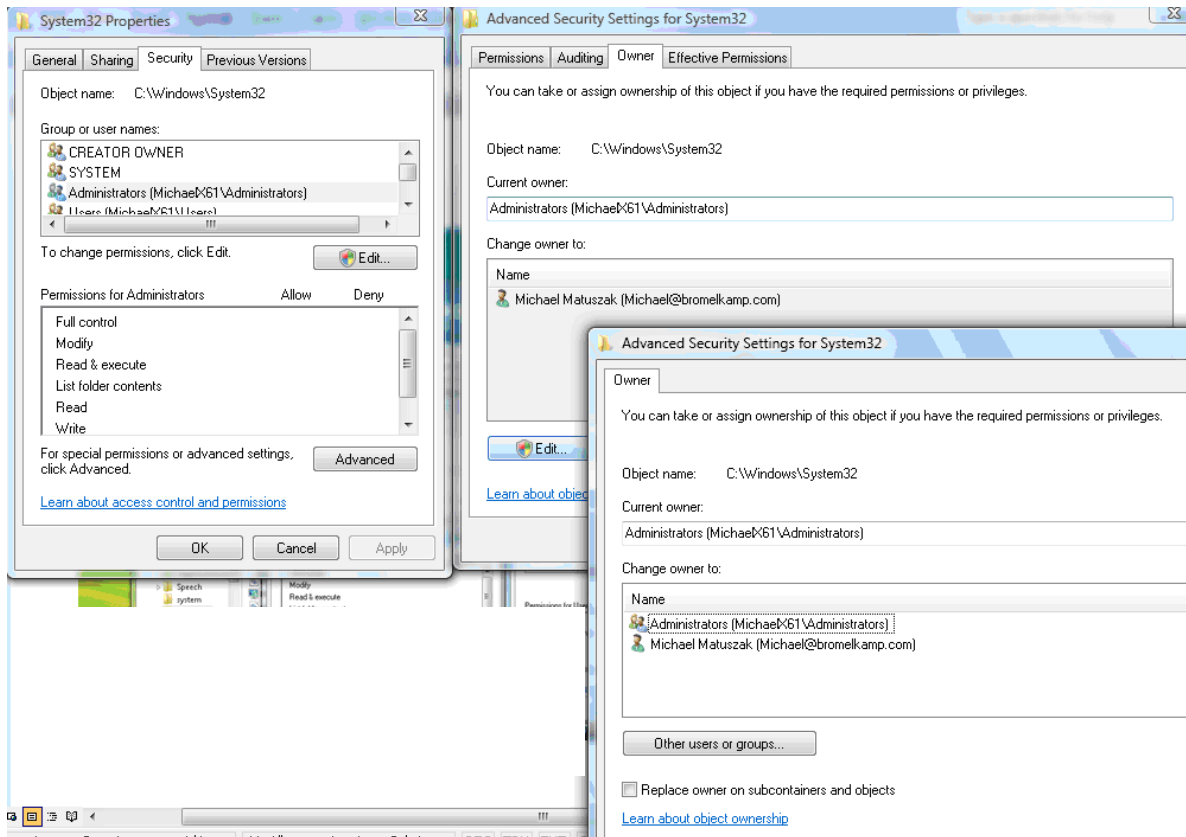 System32 Properties
General Sharing Security Previous Versions
Object name: C:\Windows\System32
Group or user names:
CREATOR OWNER
SYSTEM
Administrators (MichaelX61\Administrators)
Users (MichaelX61\Users)
To change permissions, click Edit.
Edit...
Permissions for Administrators Allow Deny
Full control
Modify
Read & execute
List folder contents
Read
Write
For special permissions or advanced settings,
click Advanced.
Advanced
Learn about access control and permissions
OK Cancel Apply
Advanced Security Settings for System32
Permissions Auditing Owner Effective Permissions
You can take or assign ownership of this object if you have the required permissions or privileges.
Object name: C:\Windows\System32
Current owner:
Administrators (MichaelX61\Administrators)
Change owner to:
Name
Michael Matuszak (Michael@bromelkamp.com)
Edit...
Learn about objec
Advanced Security Settings for System32
Owner
You can take or assign ownership of this object if you have the required permissions or privileges.
Object name: C:\Windows\System32
Current owner:
Administrators (MichaelX61\Administrators)
Change owner to:
Name
Administrators (MichaelX61\Administrators)
Michael Matuszak (Michael@bromelkamp.com)
Other users or groups...
Replace owner on subcontainers and objects
Learn about object ownership
Speech
system
Modify
Read & execute
Permissions for